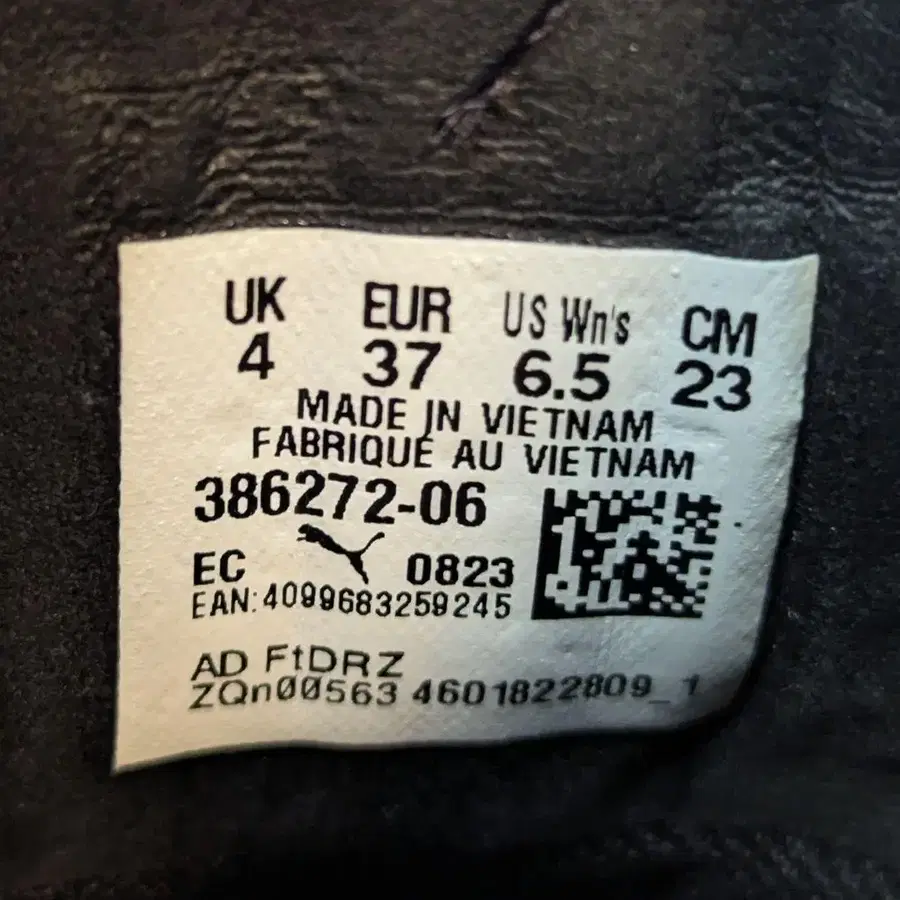 UK EUR US Wn's CM
4 37 6.5 23
MADE IN VIETNAM
FABRIQUÉ AU VIETNAM
386272-06
EC 0823
EAN:4099683259245
AD FtDRZ
ZQn00563 4601822809_1